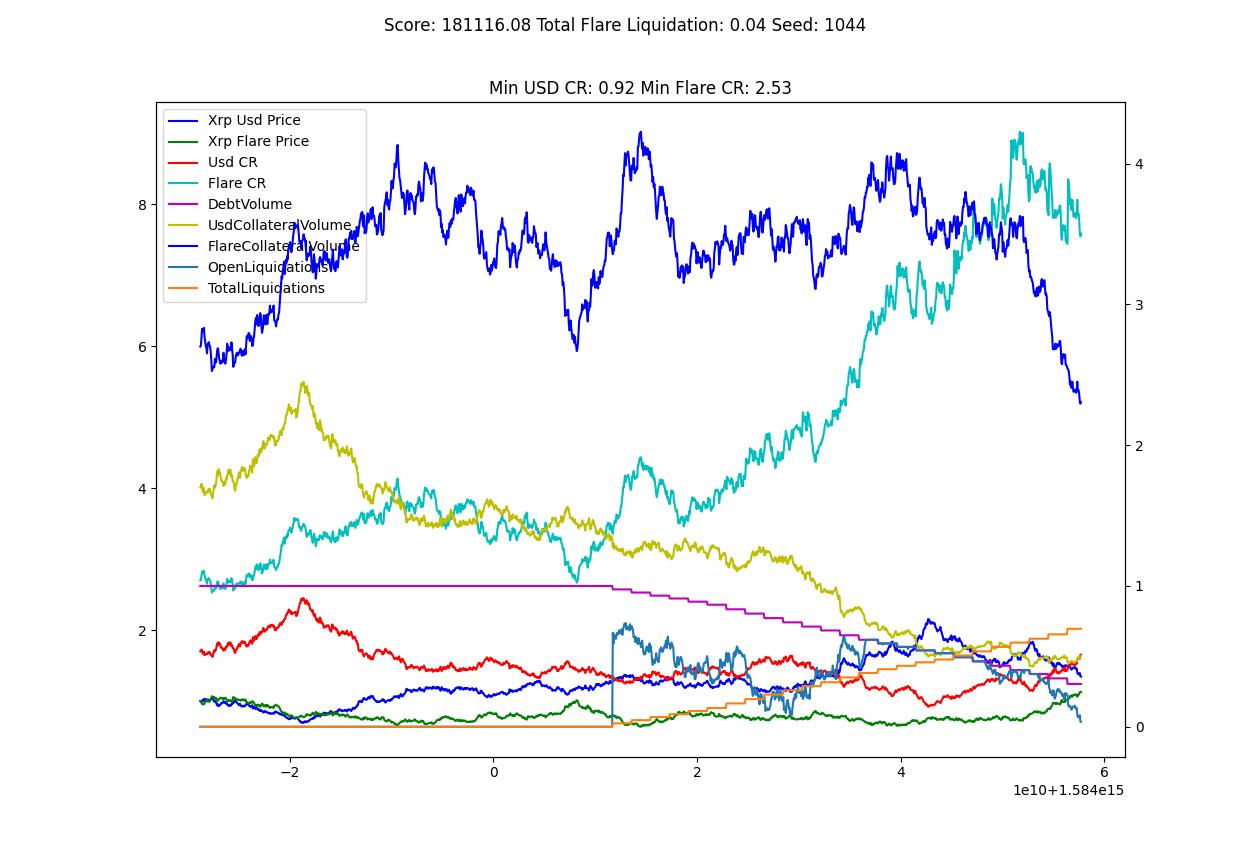 Score: 181116.08 Total Flare Liquidation: 0.04 Seed: 1044
Min USD CR: 0.92 Min Flare CR: 2.53
Xrp Usd Price
Xrp Flare Price
Usd CR
Flare CR
DebtVolume
UsdCollateralVolume
FlareCollateralVolume
OpenLiquidations
TotalLiquidations
8
6
4
2
4
3
2
1
0
−2
0
2
4
6
1e10+1.584e15